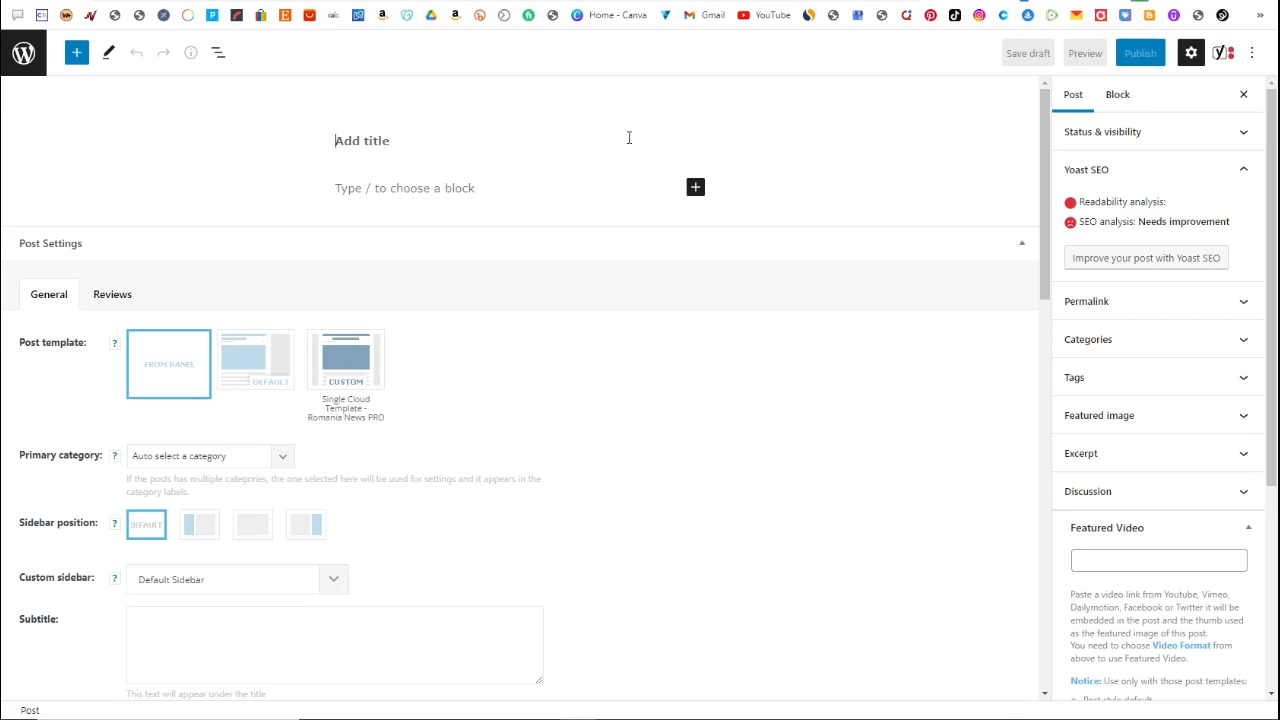 Home - Canva
Gmail
YouTube
»
Save draft
Preview
Publish
Post
Block
Add title
Type / to choose a block
Status & visibility
Yoast SEO
Readability analysis:
SEO analysis: Needs improvement
Improve your post with Yoast SEO
Permalink
Categories
Tags
Featured image
Excerpt
Discussion
Featured Video
Paste a video link from Youtube, Vimeo,
Dailymotion, Facebook or Twitter it will be
embedded in the post and the thumb used
as the featured image of this post.
You need to choose Video Format from
above to use Featured Video.
Notice: Use only with those post templates:
Post style default
Post Settings
General
Reviews
Post template:
?
FROM PANEL
DEFAULT
CUSTOM
Single Cloud
Template -
Romania News PRO
Primary category:
?
Auto select a category
If the posts has multiple categories, the one selected here will be used for settings and it appears in the
category labels.
Sidebar position:
?
DEFAULT
Custom sidebar:
?
Default Sidebar
Subtitle:
This text will appear under the title
Post